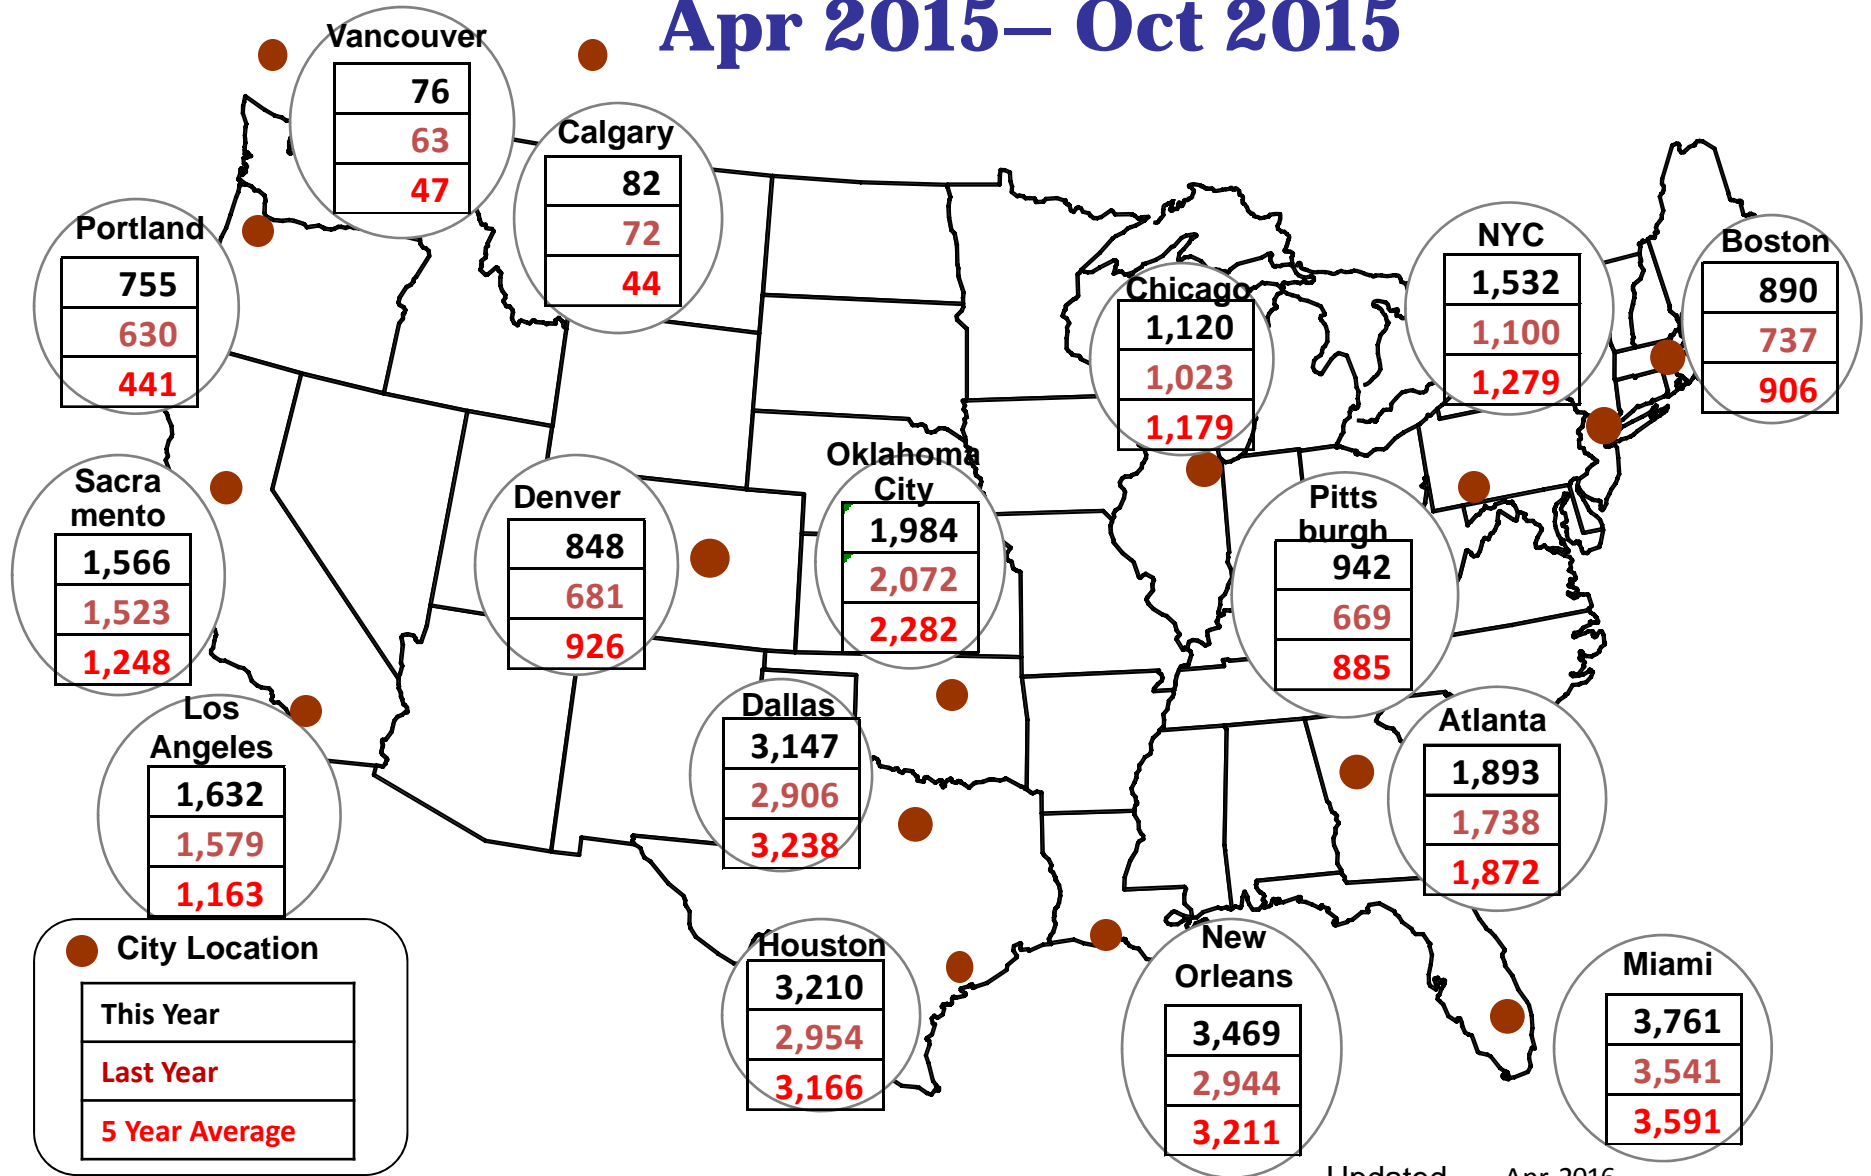 Apr 2015– Oct 2015
Vancouver
76
63
47
Calgary
82
72
44
Portland
755
630
441
NYC
1,532
1,100
1,279
Boston
890
737
906
Chicago
1,120
1,023
1,179
Sacra
mento
1,566
1,523
1,248
Denver
848
681
926
Oklahoma
City
1,984
2,072
2,282
Pitts
burgh
942
669
885
Los
Angeles
1,632
1,579
1,163
Dallas
3,147
2,906
3,238
Atlanta
1,893
1,738
1,872
Houston
3,210
2,954
3,166
New
Orleans
3,469
2,944
3,211
Miami
3,761
3,541
3,591
City Location
This Year
Last Year
5 Year Average
Updated Apr 2016